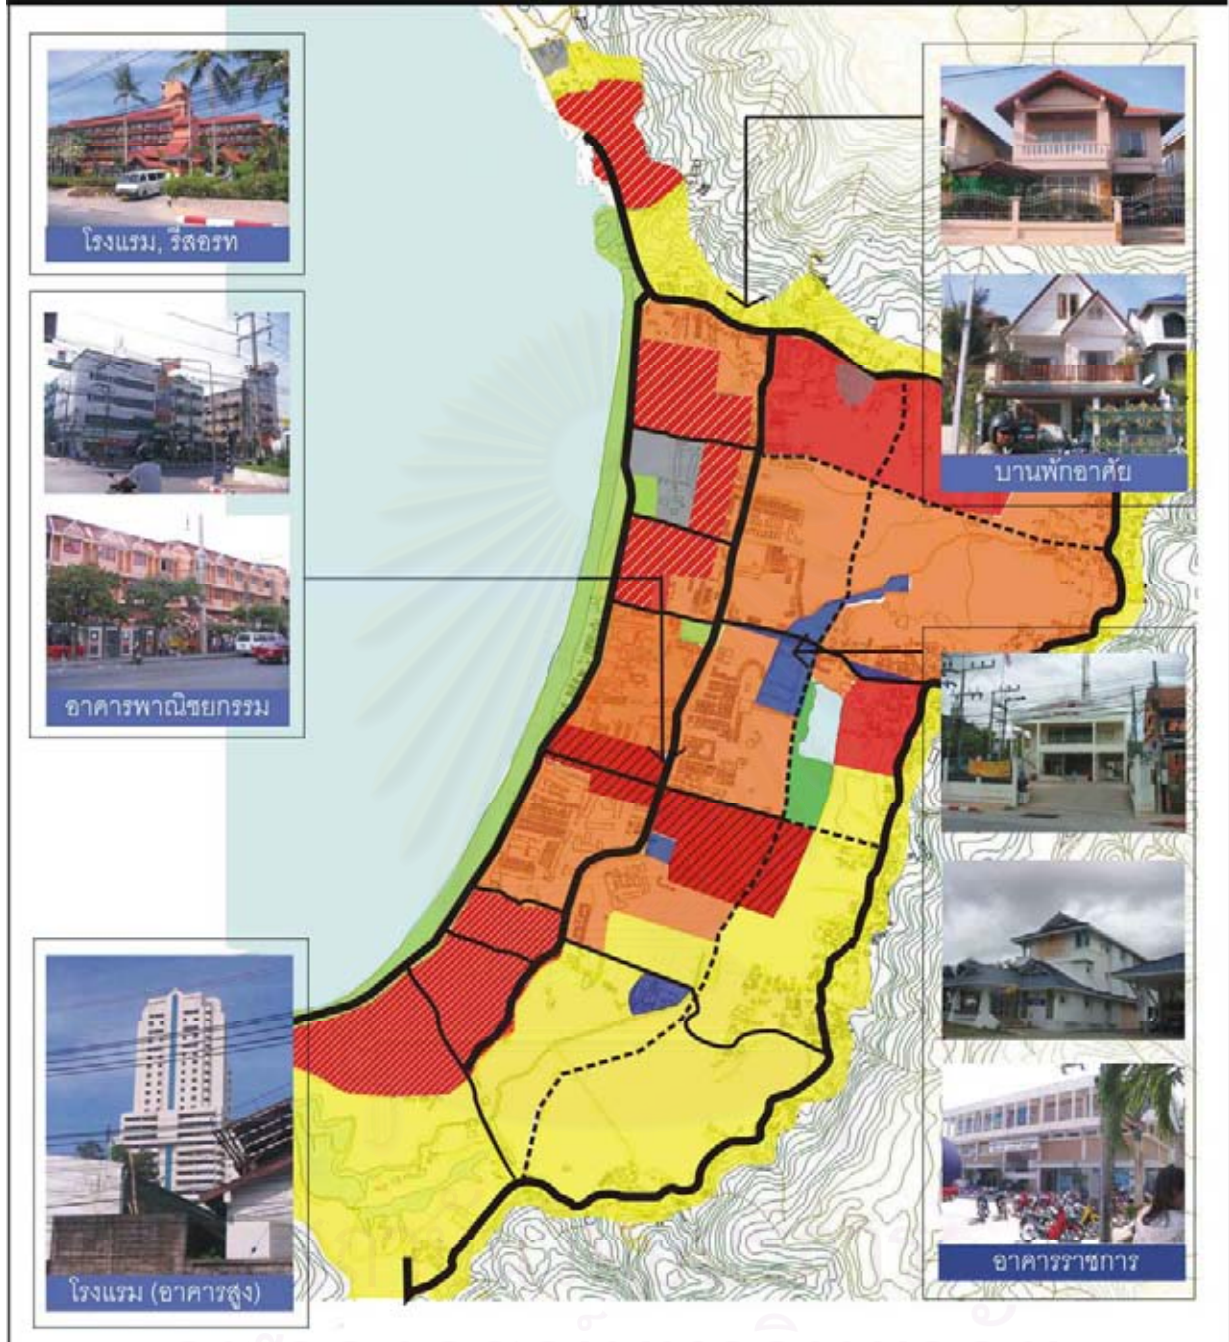 โรงแรม, รีสอรท
อาคารพาณิชยกรรม
โรงแรม (อาคารสูง)
บานพักอาศัย
อาคารราชการ